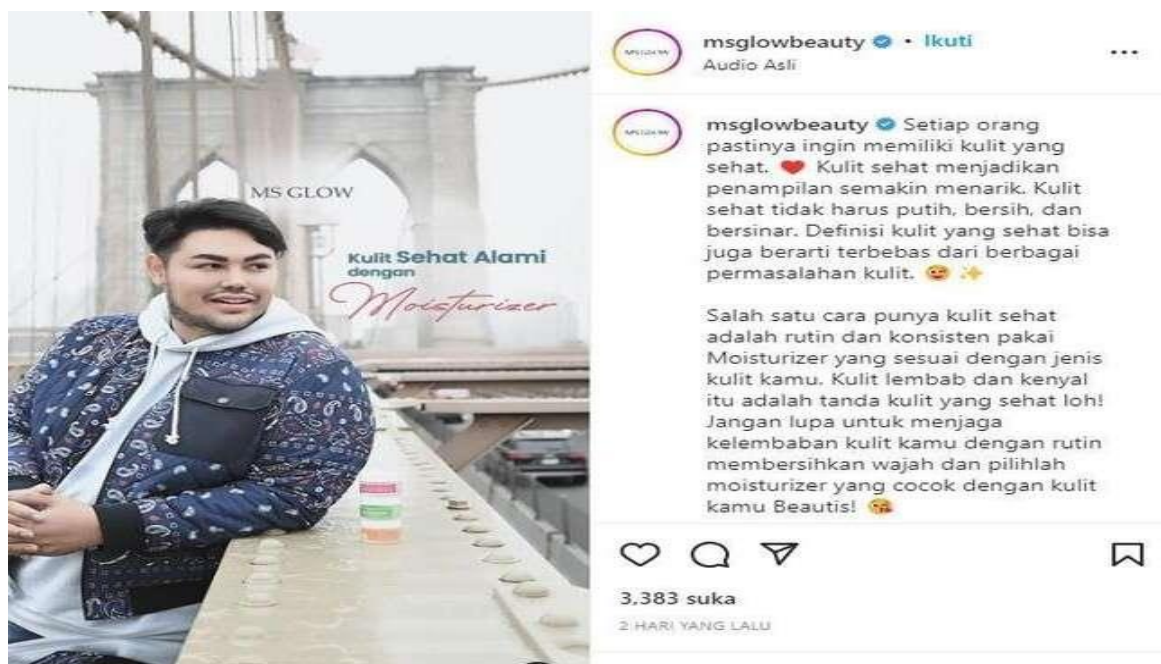 MS GLOW
Kulit Sehat Alami
dengan
Moisturizer
msglowbeauty • Ikuti
Audio Asli
msglowbeauty Setiap orang
pastinya ingin memiliki kulit yang
sehat. ❤️ Kulit sehat menjadikan
penampilan semakin menarik. Kulit
sehat tidak harus putih, bersih, dan
bersinar. Definisi kulit yang sehat bisa
juga berarti terbebas dari berbagai
permasalahan kulit. 😉 ✨
Salah satu cara punya kulit sehat
adalah rutin dan konsisten pakai
Moisturizer yang sesuai dengan jenis
kulit kamu. Kulit lembab dan kenyal
itu adalah tanda kulit yang sehat loh!
Jangan lupa untuk menjaga
kelembaban kulit kamu dengan rutin
membersihkan wajah dan pilihlah
moisturizer yang cocok dengan kulit
kamu Beautis! 😘
3,383 suka
2 HARI YANG LALU